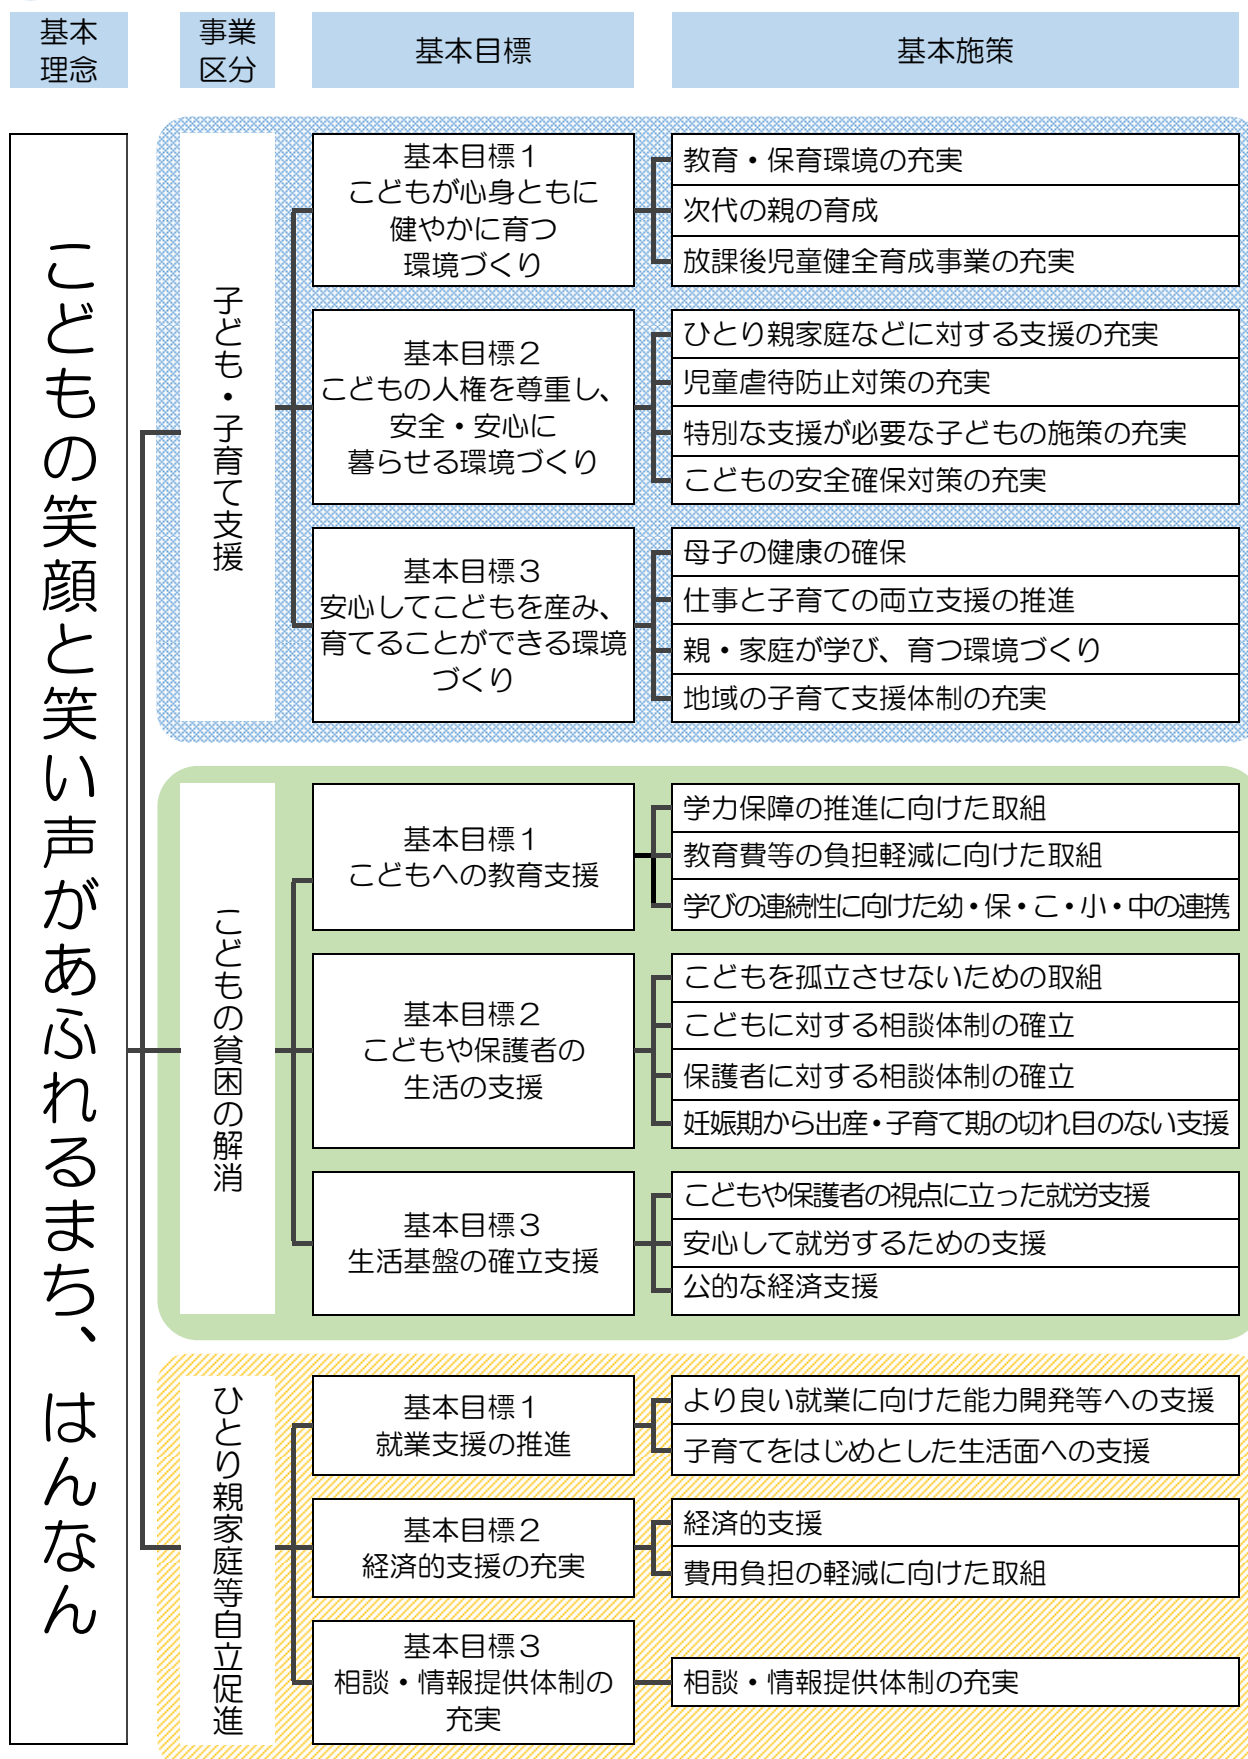 基本
理念
事業
区分
基本目標
基本施策
こどもの笑顔と笑い声があふれるまち、はんなん
子ども・子育て支援
基本目標１
こどもが心身ともに
健やかに育つ
環境づくり
教育・保育環境の充実
次代の親の育成
放課後児童健全育成事業の充実
基本目標２
こどもの人権を尊重し、
安全・安心に
暮らせる環境づくり
ひとり親家庭などに対する支援の充実
児童虐待防止対策の充実
特別な支援が必要な子どもの施策の充実
こどもの安全確保対策の充実
基本目標３
安心してこどもを産み、
育てることができる環境
づくり
母子の健康の確保
仕事と子育ての両立支援の推進
親・家庭が学び、育つ環境づくり
地域の子育て支援体制の充実
こどもの貧困の解消
基本目標１
こどもへの教育支援
学力保障の推進に向けた取組
教育費等の負担軽減に向けた取組
学びの連続性に向けた幼・保・こ・小・中の連携
基本目標２
こどもや保護者の
生活の支援
こどもを孤立させないための取組
こどもに対する相談体制の確立
保護者に対する相談体制の確立
妊娠期から出産・子育て期の切れ目のない支援
基本目標３
生活基盤の確立支援
こどもや保護者の視点に立った就労支援
安心して就労するための支援
公的な経済支援
ひとり親家庭等自立促進
基本目標１
就業支援の推進
より良い就業に向けた能力開発等への支援
子育てをはじめとした生活面への支援
基本目標２
経済的支援の充実
経済的支援
費用負担の軽減に向けた取組
基本目標３
相談・情報提供体制の
充実
相談・情報提供体制の充実